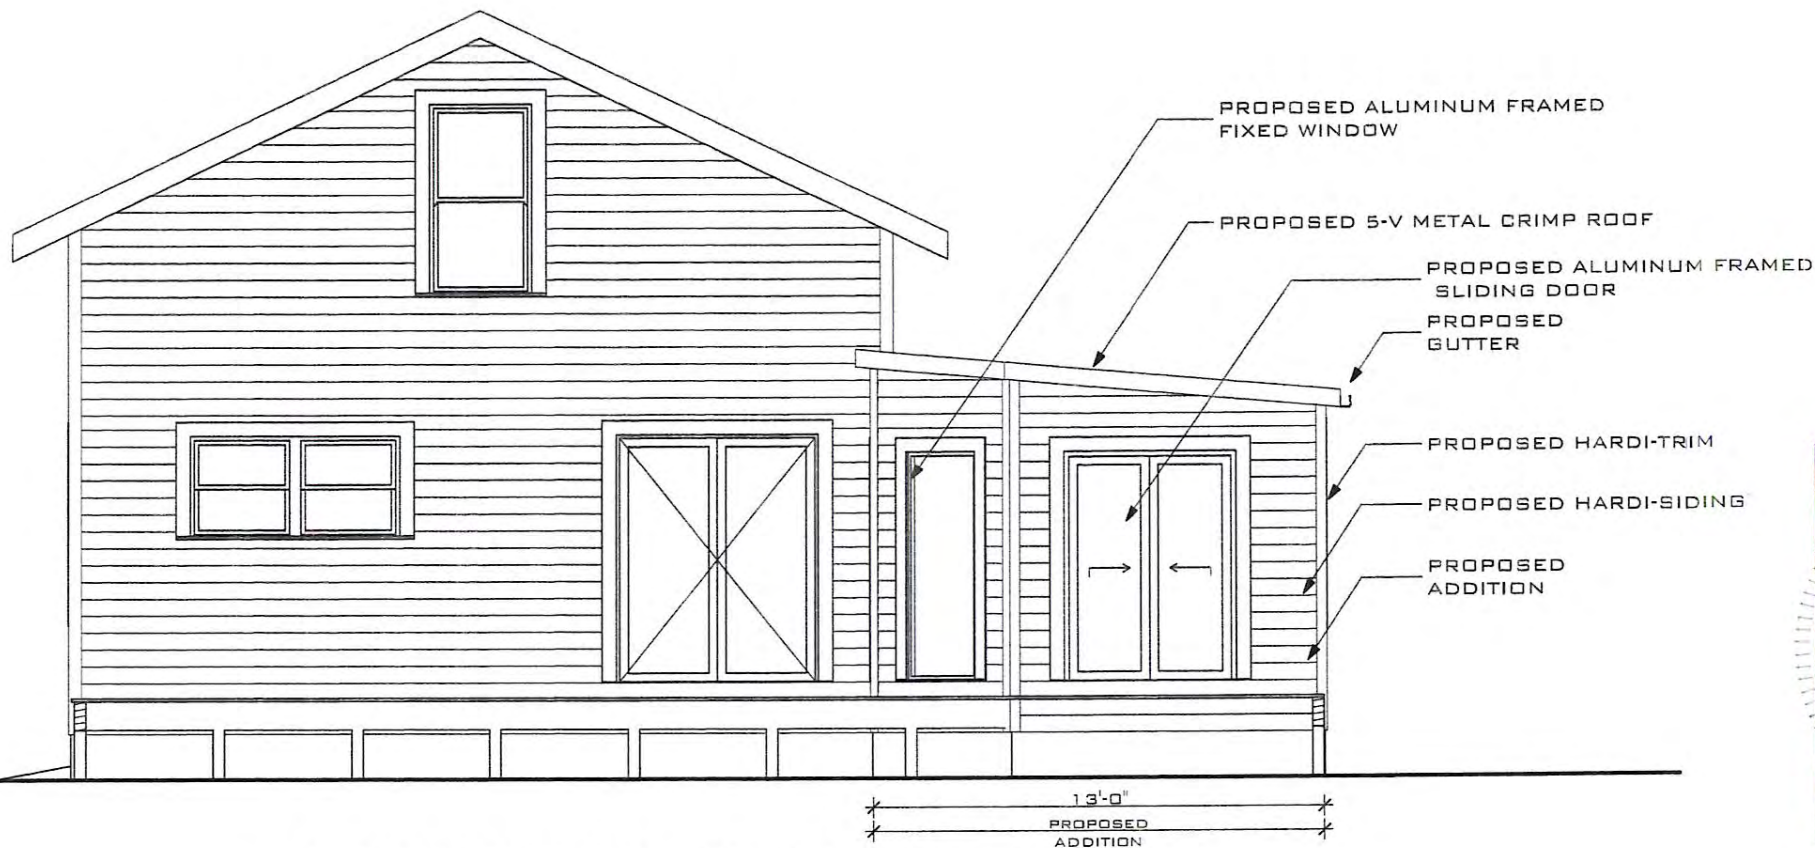 PROPOSED ALUMINUM FRAMED
FIXED WINDOW
PROPOSED 5-V METAL CRIMP ROOF
PROPOSED ALUMINUM FRAMED
SLIDING DOOR
PROPOSED
GUTTER
PROPOSED HARDI-TRIM
PROPOSED HARDI-SIDING
PROPOSED
ADDITION
13'-0"
PROPOSED
ADDITION